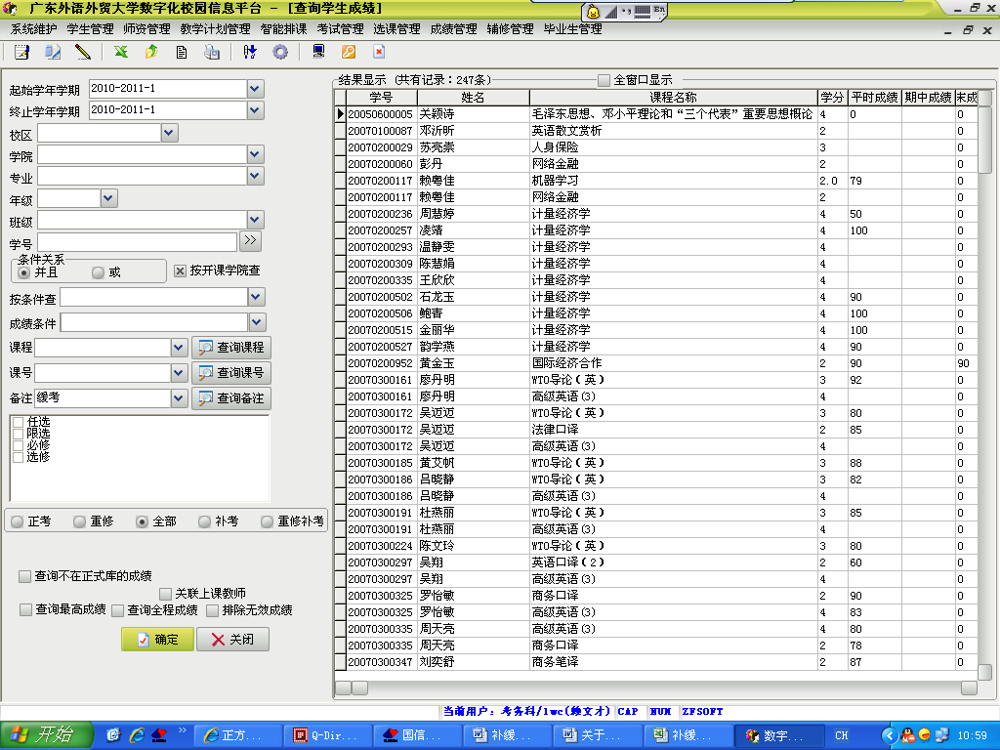 广东外语外贸大学数字化校园信息平台 - [查询学生成绩]
En
系统维护 学生管理 师资管理 教学计划管理 智能排课 考试管理 选课管理 成绩管理 辅修管理 毕业生管理
起始学年学期 2010-2011-1
终止学年学期 2010-2011-1
校区
学院
专业
年级
班级
学号 >>
条件关系
并且 或 按开课学院查
按条件查
成绩条件
课程 查询课程
课号 查询课号
备注 缓考 查询备注
任选
限选
必修
选修
正考 重修 全部 补考 重修补考
查询不在正式库的成绩
关联上课教师
查询最高成绩 查询全程成绩 排除无效成绩
确定 关闭
结果显示 (共有记录：247条) 全窗口显示
学号 姓名 课程名称 学分 平时成绩 期中成绩 末成
20050600005 关颖诗 毛泽东思想、邓小平理论和“三个代表”重要思想概论 4 0 0
20070100087 邓沂昕 英语散文赏析 2 0
20070200029 苏亮崇 人身保险 3 0
20070200060 彭丹 网络金融 2 0
20070200117 赖粤佳 机器学习 2.0 79 0
20070200117 赖粤佳 网络金融 2 0
20070200236 周慧婷 计量经济学 4 50 0
20070200257 凌靖 计量经济学 4 100 0
20070200293 温静雯 计量经济学 4 0
20070200309 陈慧娟 计量经济学 4 0
20070200335 王欣欣 计量经济学 4 0
20070200502 石龙玉 计量经济学 4 90 0
20070200506 鲍青 计量经济学 4 100 0
20070200515 金丽华 计量经济学 4 100 0
20070200527 韵学燕 计量经济学 4 90 0
20070200952 黄金玉 国际经济合作 2 90 90
20070300161 廖丹明 WTO导论(英) 3 92 0
20070300161 廖丹明 高级英语(3) 4 0
20070300172 吴迈迈 WTO导论(英) 3 80 0
20070300172 吴迈迈 法律口译 2 85 0
20070300172 吴迈迈 高级英语(3) 4 0
20070300185 黄艾帆 WTO导论(英) 3 88 0
20070300186 吕晓静 WTO导论(英) 3 82 0
20070300186 吕晓静 高级英语(3) 4 0
20070300191 杜燕丽 WTO导论(英) 3 85 0
20070300191 杜燕丽 高级英语(3) 4 0
20070300224 陈文玲 WTO导论(英) 3 80 0
20070300297 吴翔 英语口译(2) 2 60 0
20070300297 吴翔 高级英语(3) 4 0
20070300325 罗怡敏 商务口译 2 90 0
20070300325 罗怡敏 高级英语(3) 4 83 0
20070300335 周天亮 高级英语(3) 4 80 0
20070300335 周天亮 商务口译 2 78 0
20070300347 刘奕舒 商务笔译 2 87 0
当前用户：考务科/lwc(赖文才) CAP NUM ZFSOFT
开始 正方... Q-Dir... 国信... 补缓... 关于... 补缓... 数字... CH 10:59